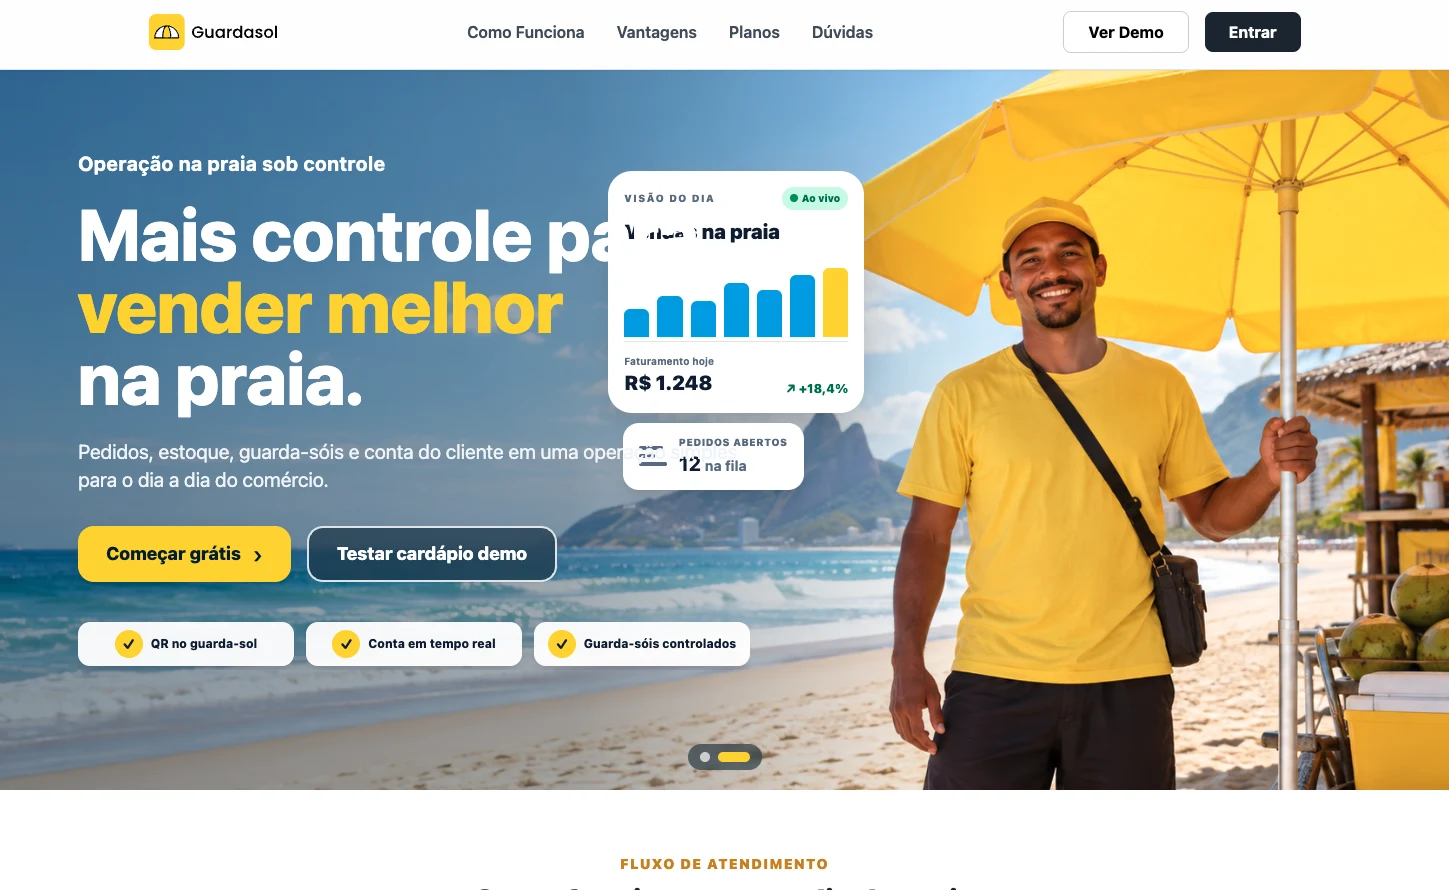 Guardasol
Como Funciona
Vantagens
Planos
Dúvidas
Ver Demo
Entrar
Operação na praia sob controle
Mais controle
vender melhor
na praia.
Pedidos, estoque, guarda-sóis e conta do cliente em uma operação simples
para o dia a dia do comércio.
Começar grátis ›
Testar cardápio demo
QR no guarda-sol
Conta em tempo real
Guarda-sóis controlados
VISÃO DO DIA
Ao vivo
na praia
Faturamento hoje
R$ 1.248
↗ +18,4%
PEDIDOS ABERTOS
12 na fila
FLUXO DE ATENDIMENTO